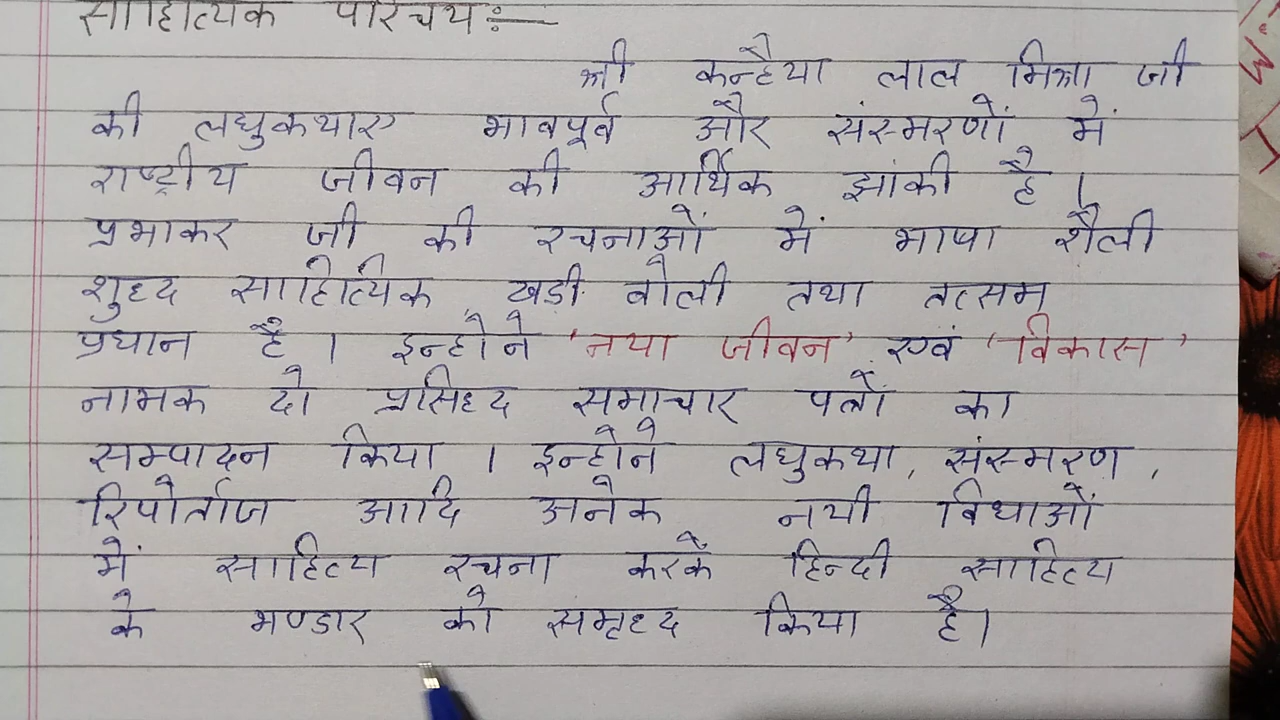 साहित्यिक परिचय:—
श्री कन्हैया लाल मिश्रा जी
की लघुकथाए भावपूर्व और संस्मरणों में
राष्ट्रीय जीवन की आर्थिक झांकी है ।
प्रभाकर जी की रचनाओं में भाषा शैली
शुद्द साहित्यिक खड़ी बोली तथा तत्सम
प्रधान है । इन्होने 'नया जीवन' एवं 'विकास'
नामक दो प्रसिद्द समाचार पत्रों का
सम्पादन किया । इन्होने लघुकथा, संस्मरण,
रिपोर्ताज आदि अनेक नयी विधाओं
में साहित्य रचना करके हिन्दी साहित्य
के भण्डार को समृद्द किया है।